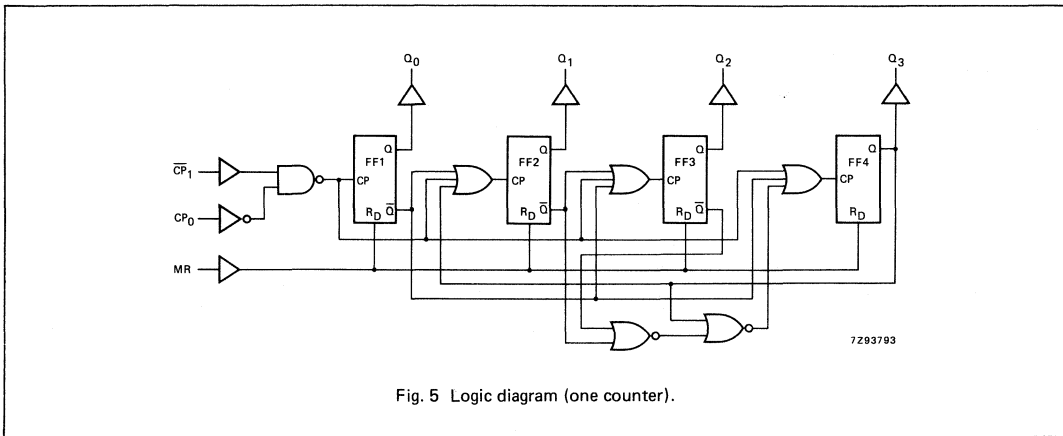 Q0 Q1 Q2 Q3
Q Q Q Q
FF1 FF2 FF3 FF4
CP1
CP CP CP CP
CP0
RD Q RD Q RD Q RD
MR
7Z93793
Fig. 5 Logic diagram (one counter).